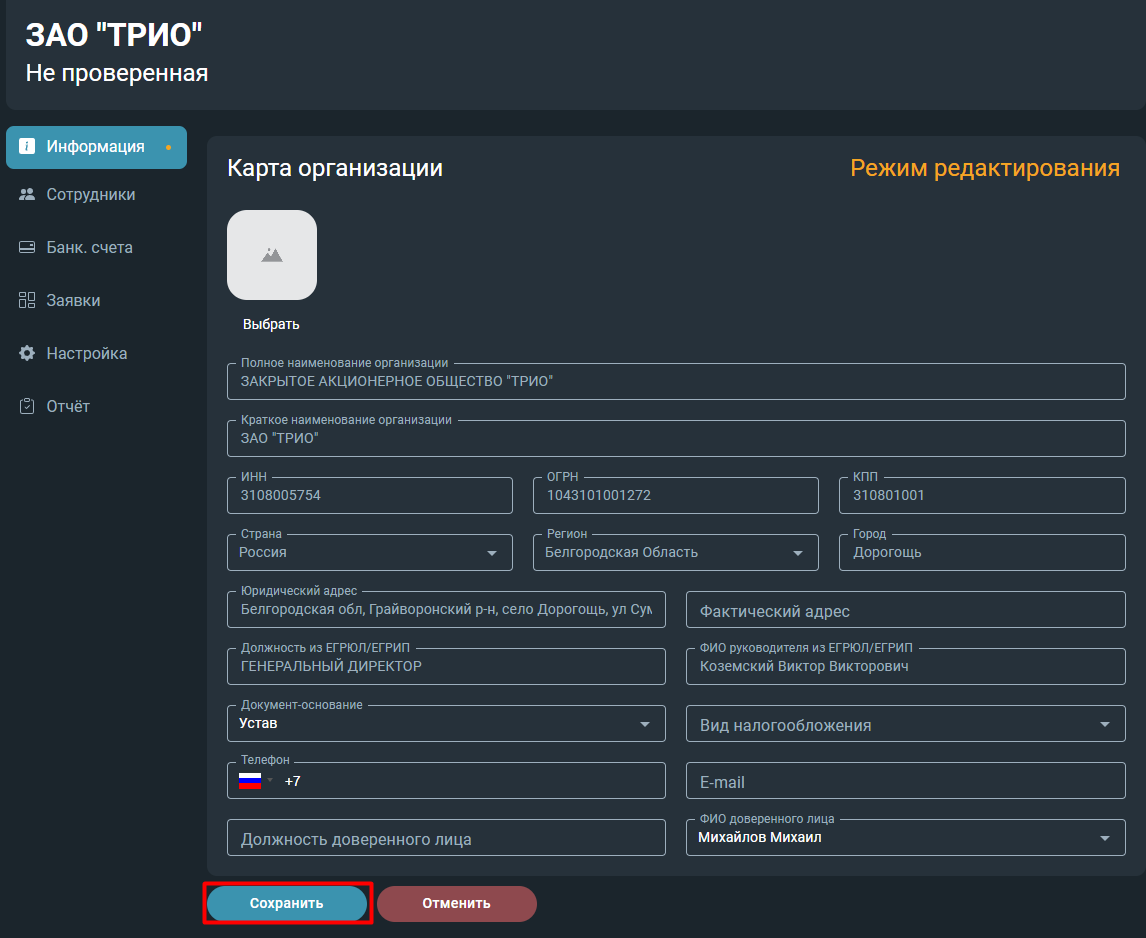 ЗАО "ТРИО"
Не проверенная
Информация
Сотрудники
Банк. счета
Заявки
Настройка
Отчёт
Карта организации
Режим редактирования
Выбрать
Полное наименование организации
ЗАКРЫТОЕ АКЦИОНЕРНОЕ ОБЩЕСТВО "ТРИО"
Краткое наименование организации
ЗАО "ТРИО"
ИНН
3108005754
ОГРН
1043101001272
КПП
310801001
Страна
Россия
Регион
Белгородская Область
Город
Дорогощь
Юридический адрес
Белгородская обл, Грайворонский р-н, село Дорогощь, ул Сум
Фактический адрес
Должность из ЕГРЮЛ/ЕГРИП
ГЕНЕРАЛЬНЫЙ ДИРЕКТОР
ФИО руководителя из ЕГРЮЛ/ЕГРИП
Коземский Виктор Викторович
Документ-основание
Устав
Вид налогообложения
Телефон
+7
E-mail
Должность доверенного лица
ФИО доверенного лица
Михайлов Михаил
Сохранить
Отменить